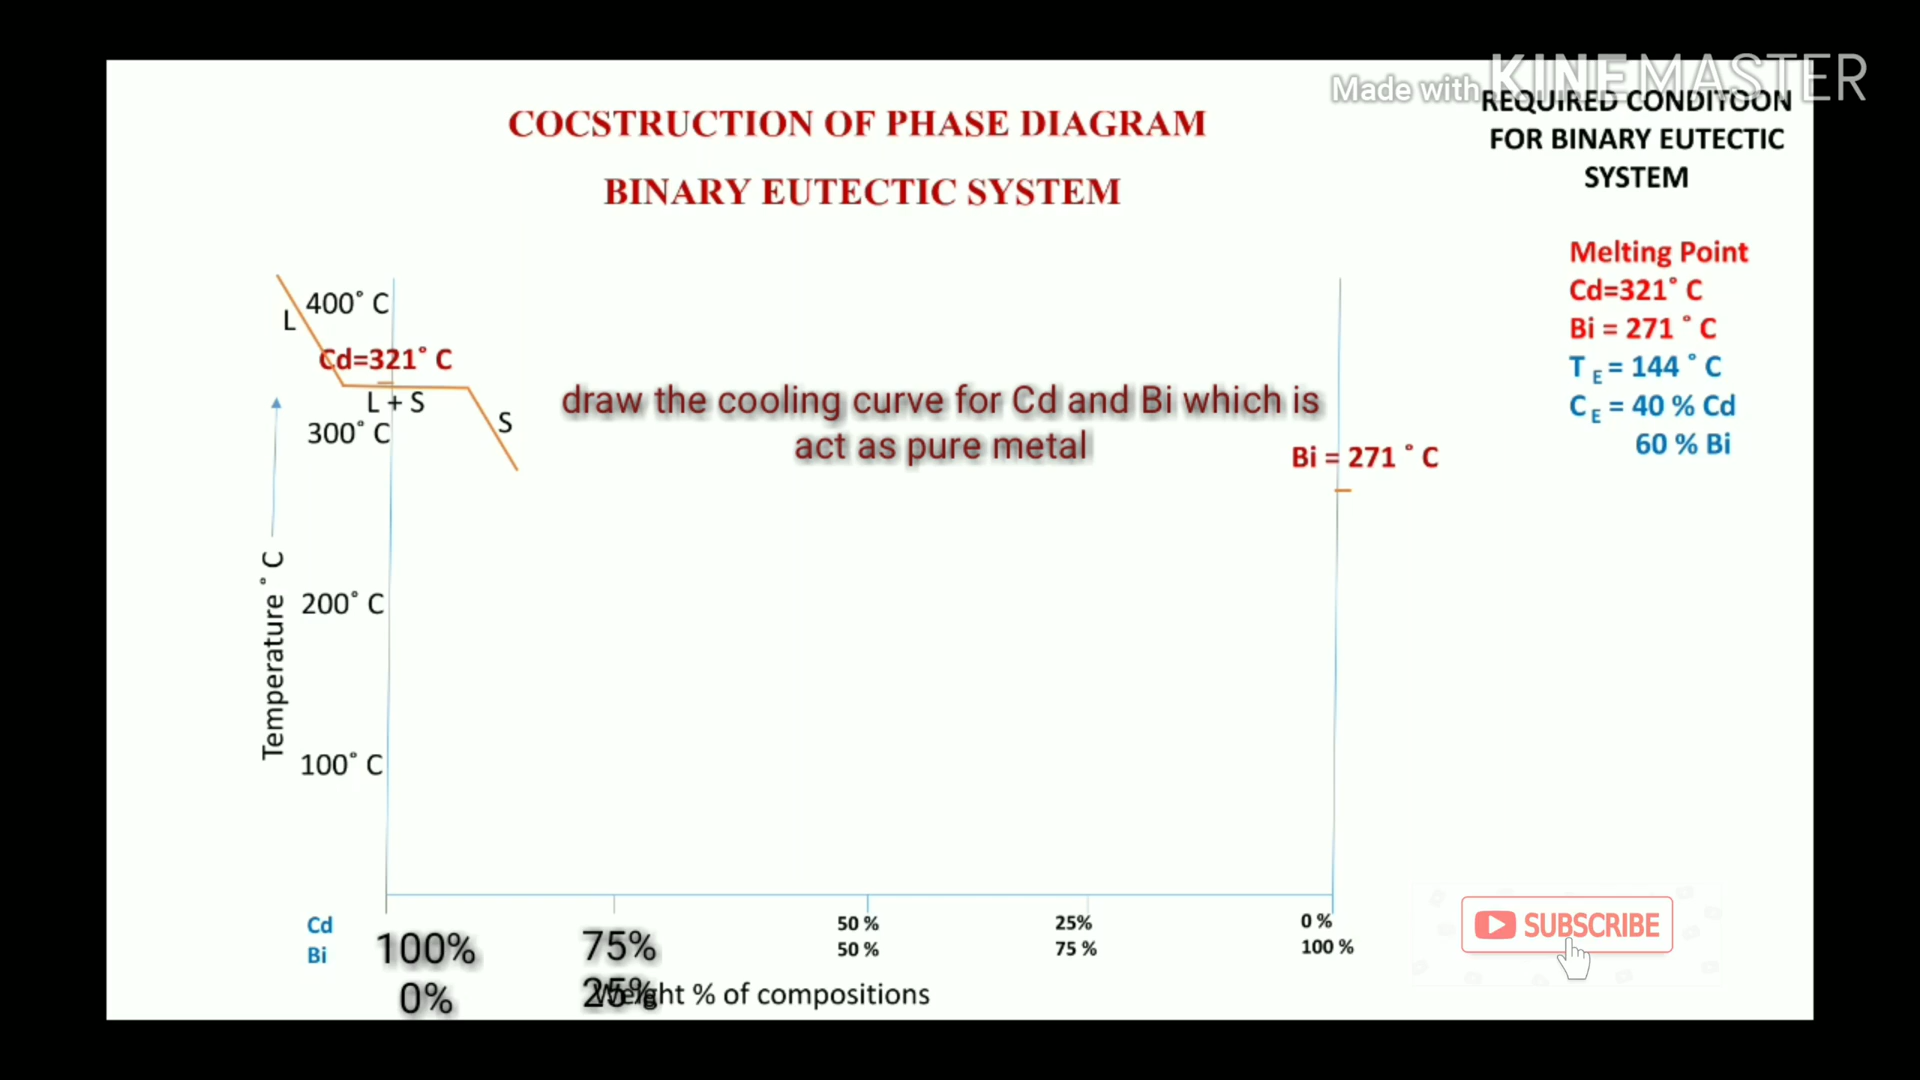 Made with KINEMASTER
COCSTRUCTION OF PHASE DIAGRAM
BINARY EUTECTIC SYSTEM
REQUIRED CONDITOON
FOR BINARY EUTECTIC
SYSTEM
Melting Point
Cd=321° C
Bi = 271 ° C
T E = 144 ° C
C E = 40 % Cd
60 % Bi
400° C
L
Cd=321° C
L + S
S
300° C
draw the cooling curve for Cd and Bi which is
act as pure metal
Bi = 271 ° C
200° C
Temperature ° C
100° C
Cd 100% 75% 50 % 25% 0 %
Bi 0% 25% 50 % 75 % 100 %
Weight % of compositions
SUBSCRIBE